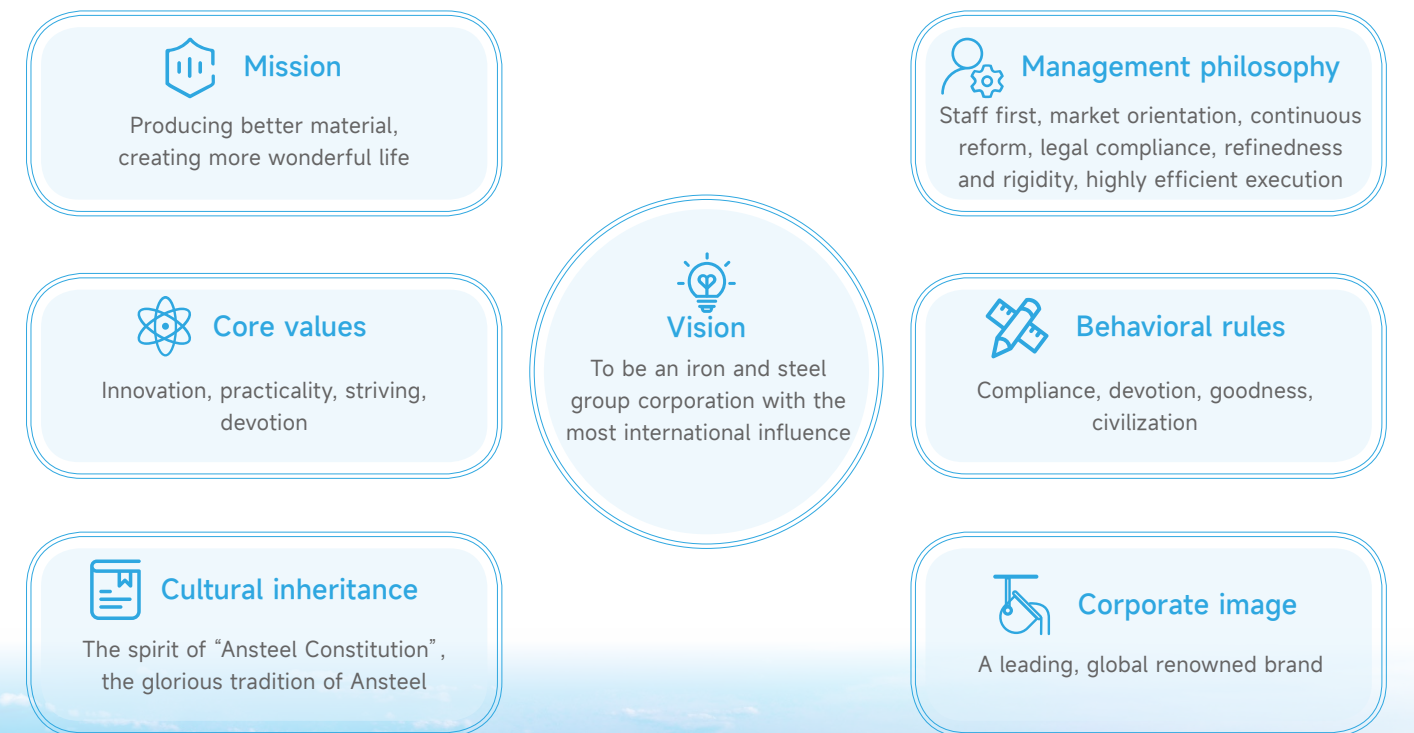 Mission
Producing better material,
creating more wonderful life
Core values
Innovation, practicality, striving,
devotion
Cultural inheritance
The spirit of “Ansteel Constitution”,
the glorious tradition of Ansteel
Vision
To be an iron and steel
group corporation with the
most international influence
Management philosophy
Staff first, market orientation, continuous
reform, legal compliance, refinedness
and rigidity, highly efficient execution
Behavioral rules
Compliance, devotion, goodness,
civilization
Corporate image
A leading, global renowned brand